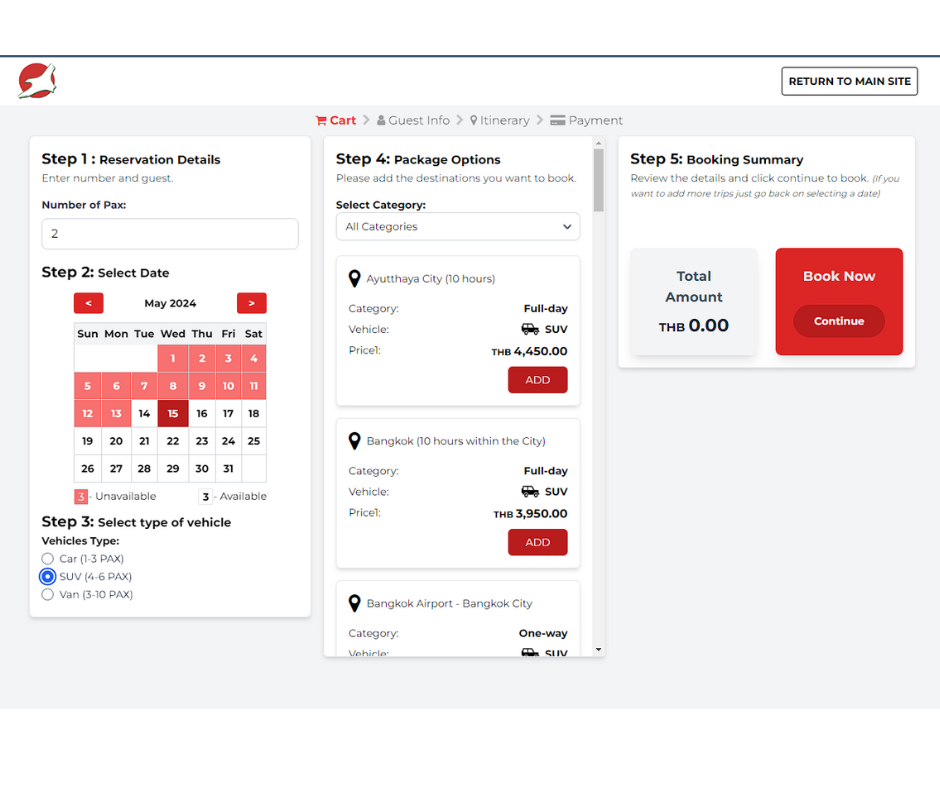 RETURN TO MAIN SITE
Cart > Guest Info > Itinerary > Payment
Step 1 : Reservation Details
Enter number and guest.
Number of Pax:
2
Step 2: Select Date
< May 2024 >
Sun Mon Tue Wed Thu Fri Sat
1 2 3 4
5 6 7 8 9 10 11
12 13 14 15 16 17 18
19 20 21 22 23 24 25
26 27 28 29 30 31
3 - Unavailable 3 - Available
Step 3: Select type of vehicle
Vehicles Type:
Car (1-3 PAX)
SUV (4-6 PAX)
Van (3-10 PAX)
Step 4: Package Options
Please add the destinations you want to book.
Select Category:
All Categories
Ayutthaya City (10 hours)
Category: Full-day
Vehicle: SUV
Price1: THB 4,450.00
ADD
Bangkok (10 hours within the City)
Category: Full-day
Vehicle: SUV
Price1: THB 3,950.00
ADD
Bangkok Airport - Bangkok City
Category: One-way
Vehicle: SUV
Step 5: Booking Summary
Review the details and click continue to book. (If you
want to add more trips just go back on selecting a date)
Total
Amount
THB 0.00
Book Now
Continue